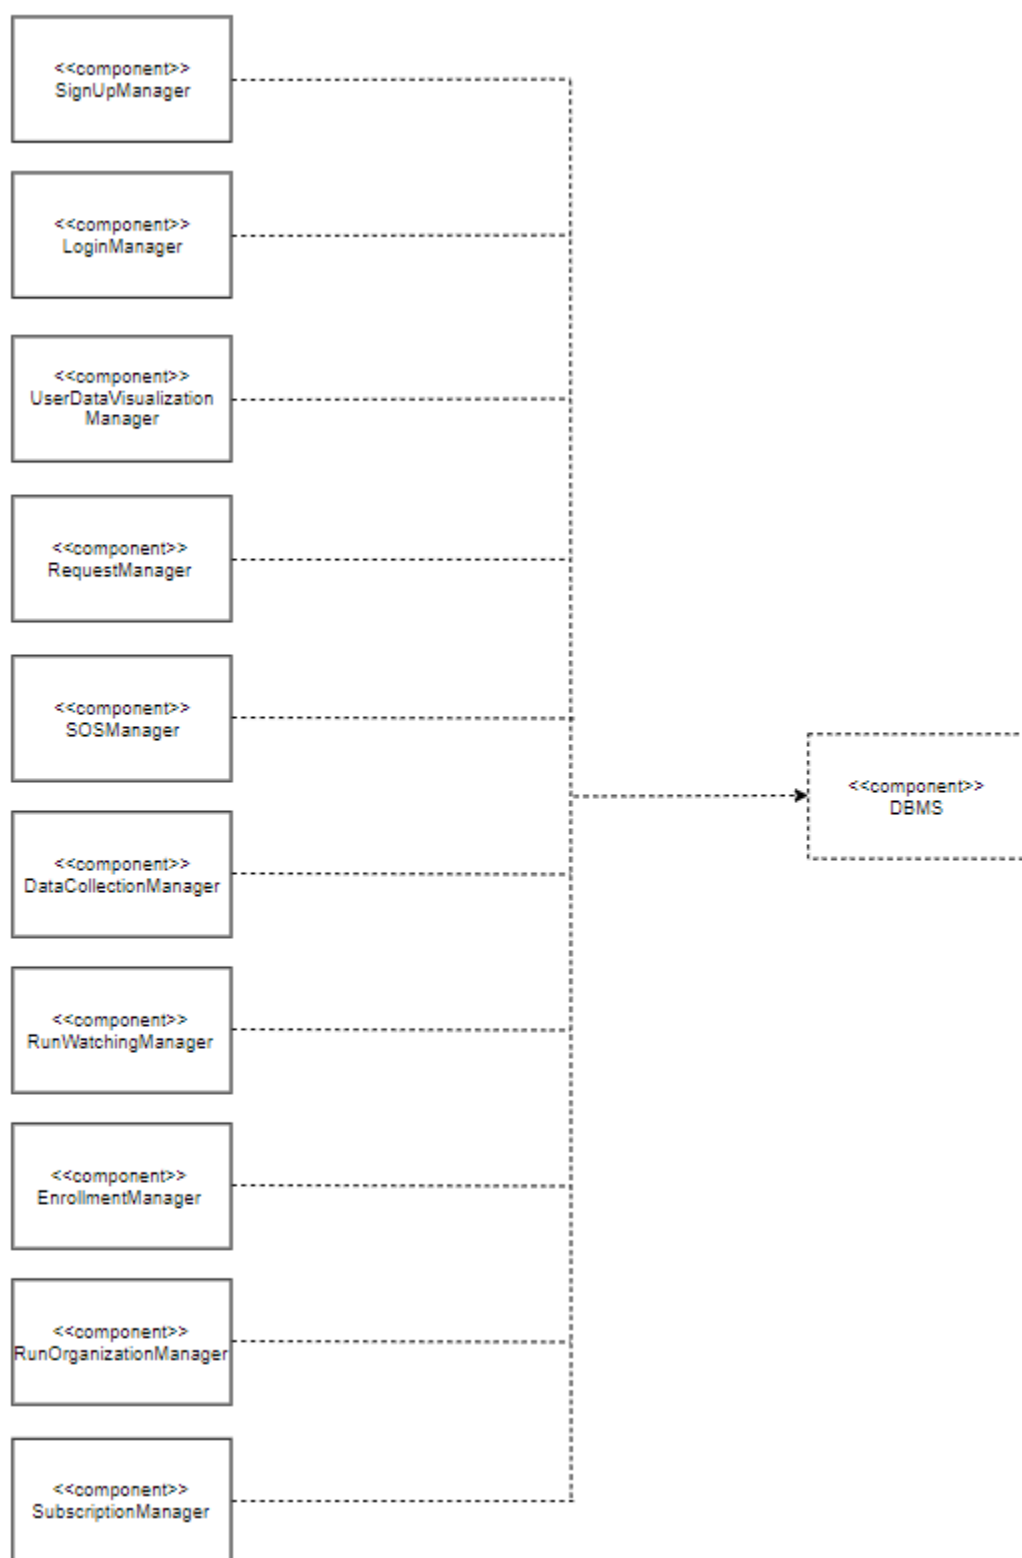 <<component>>
SignUpManager
<<component>>
LoginManager
<<component>>
UserDataVisualization
Manager
<<component>>
RequestManager
<<component>>
SOSManager
<<component>>
DBMS
<<component>>
DataCollectionManager
<<component>>
RunWatchingManager
<<component>>
EnrollmentManager
<<component>>
RunOrganizationManager
<<component>>
SubscriptionManager